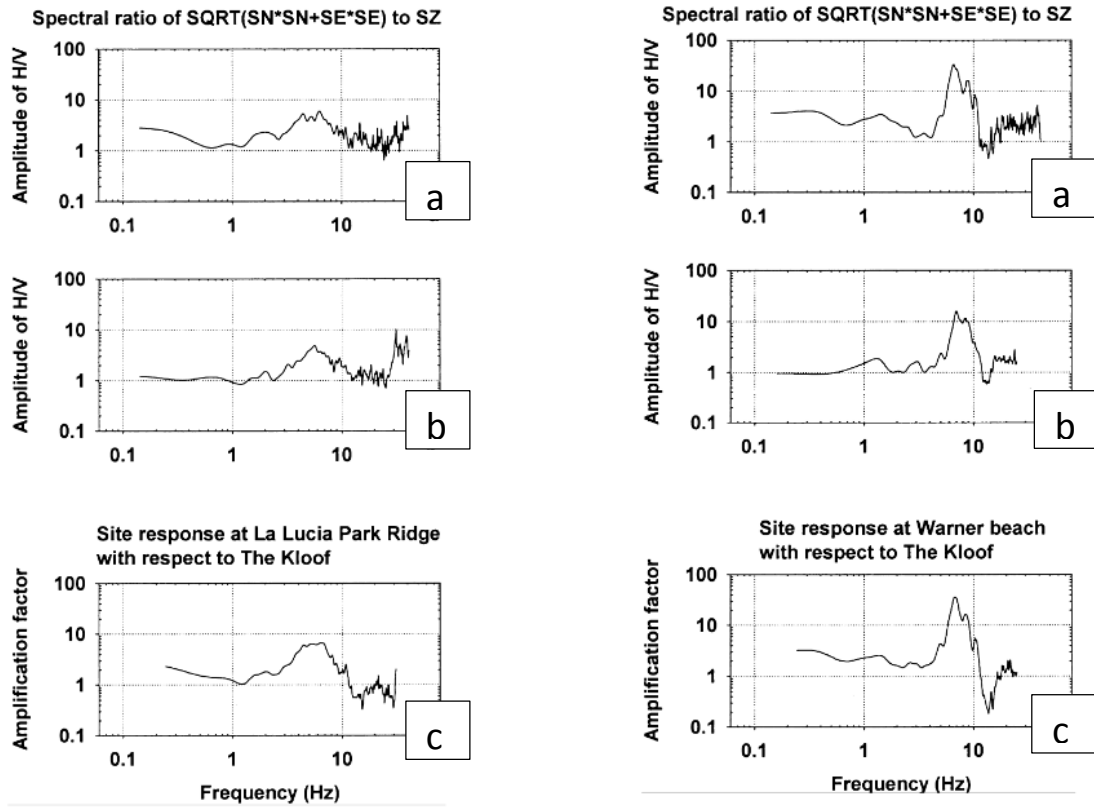 Spectral ratio of SQRT(SN*SN+SE*SE) to SZ
Amplitude of H/V
100
10
1
0.1
0.1
1
10
a
Amplitude of H/V
100
10
1
0.1
0.1
1
10
b
Site response at La Lucia Park Ridge
with respect to The Kloof
Amplification factor
100
10
1
0.1
0.1
1
10
c
Frequency (Hz)
Spectral ratio of SQRT(SN*SN+SE*SE) to SZ
Amplitude of H/V
100
10
1
0.1
0.1
1
10
a
Amplitude of H/V
100
10
1
0.1
0.1
1
10
b
Site response at Warner beach
with respect to The Kloof
Amplification factor
100
10
1
0.1
0.1
1
10
c
Frequency (Hz)